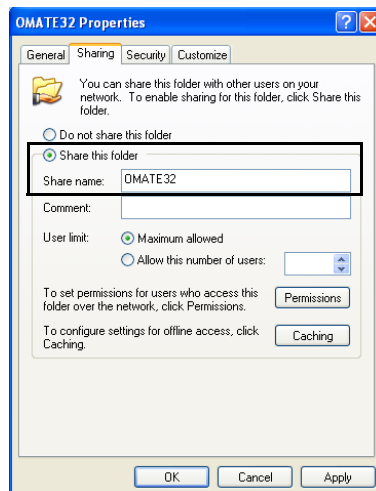 OMATE32 Properties
General Sharing Security Customize
You can share this folder with other users on your
network. To enable sharing for this folder, click Share this
folder.
Do not share this folder
Share this folder
Share name: OMATE32
Comment:
User limit: Maximum allowed
Allow this number of users:
To set permissions for users who access this
folder over the network, click Permissions.
Permissions
To configure settings for offline access, click
Caching.
Caching
OK Cancel Apply